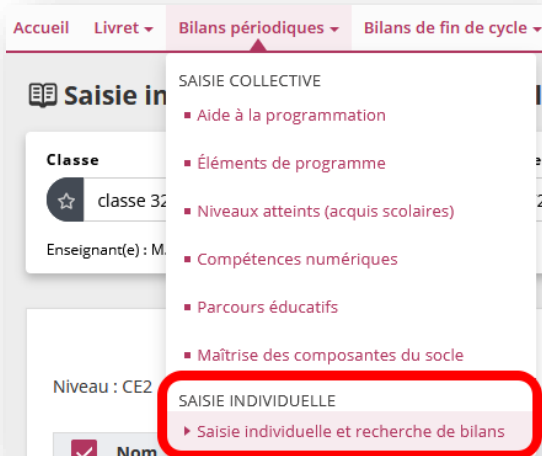 Accueil Livret Bilans périodiques Bilans de fin de cycle
Saisie in
SAISIE COLLECTIVE
Aide à la programmation
Classe
Éléments de programme
classe 32
Niveaux atteints (acquis scolaires)
Enseignant(e) : M
Compétences numériques
Parcours éducatifs
Maîtrise des composantes du socle
Niveau : CE2
SAISIE INDIVIDUELLE
Saisie individuelle et recherche de bilans
Nom